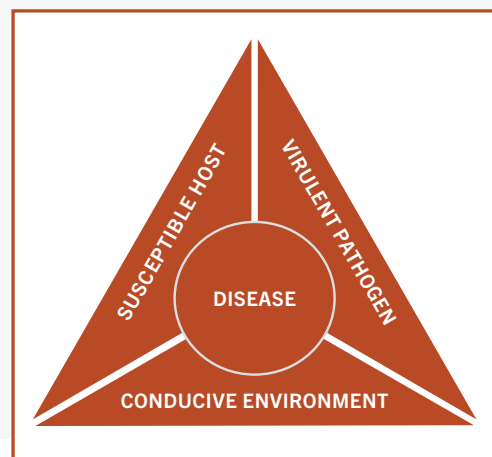 SUSCEPTIBLE HOST
VIRULENT PATHOGEN
DISEASE
CONDUCIVE ENVIRONMENT